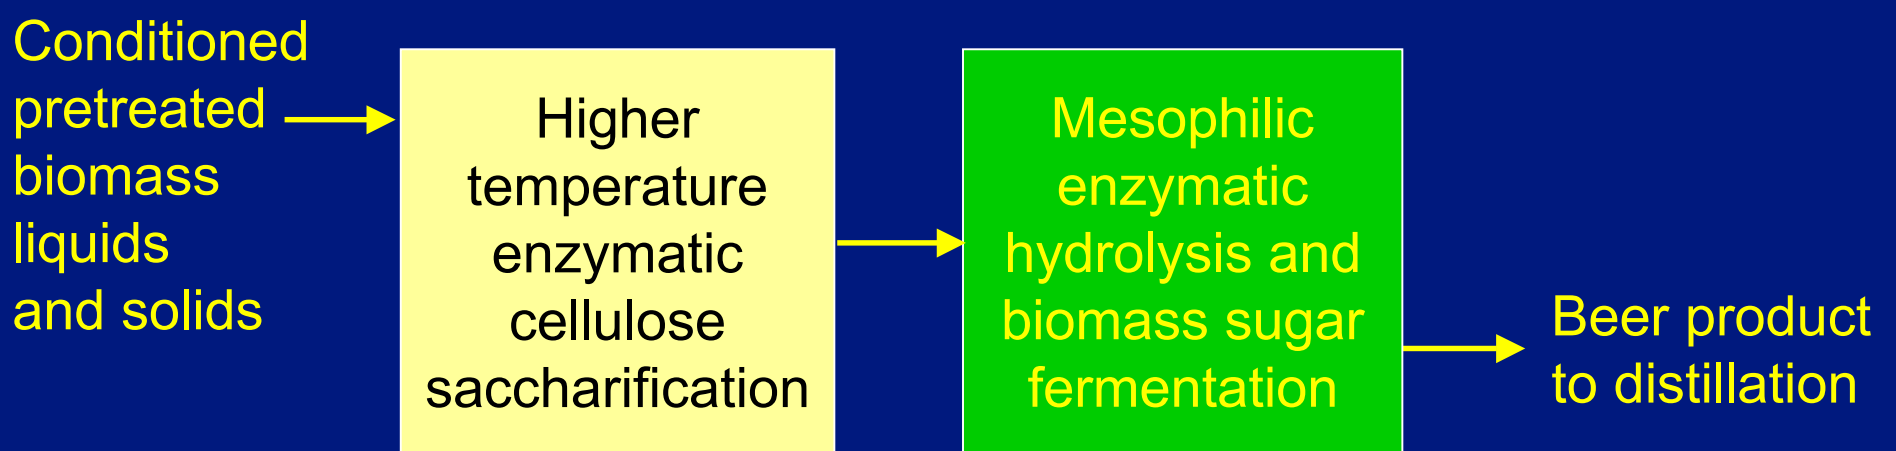 Conditioned
pretreated
biomass
liquids
and solids
Higher
temperature
enzymatic
cellulose
saccharification
Mesophilic
enzymatic
hydrolysis and
biomass sugar
fermentation
Beer product
to distillation